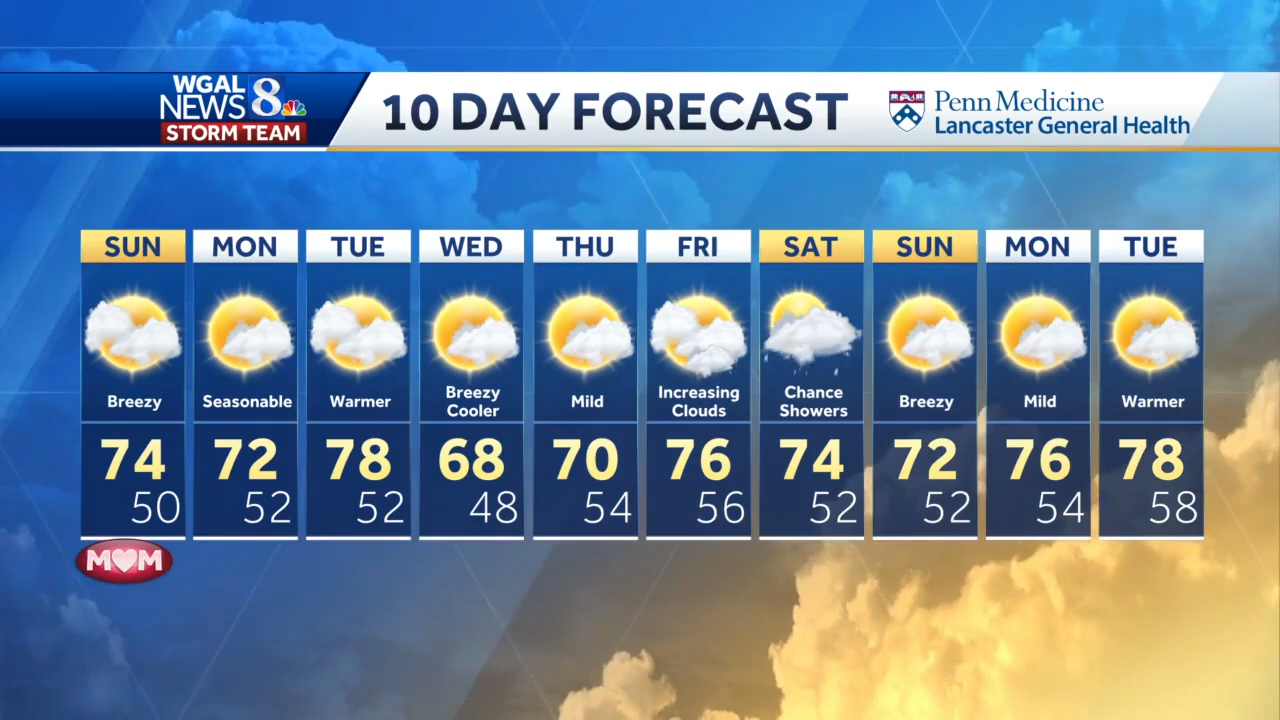 WGAL
NEWS 8
STORM TEAM
10 DAY FORECAST
Penn Medicine
Lancaster General Health
SUN MON TUE WED THU FRI SAT SUN MON TUE
Breezy Seasonable Warmer Breezy Cooler Mild Increasing Clouds Chance Showers Breezy Mild Warmer
74 72 78 68 70 76 74 72 76 78
50 52 52 48 54 56 52 52 54 58
MOM